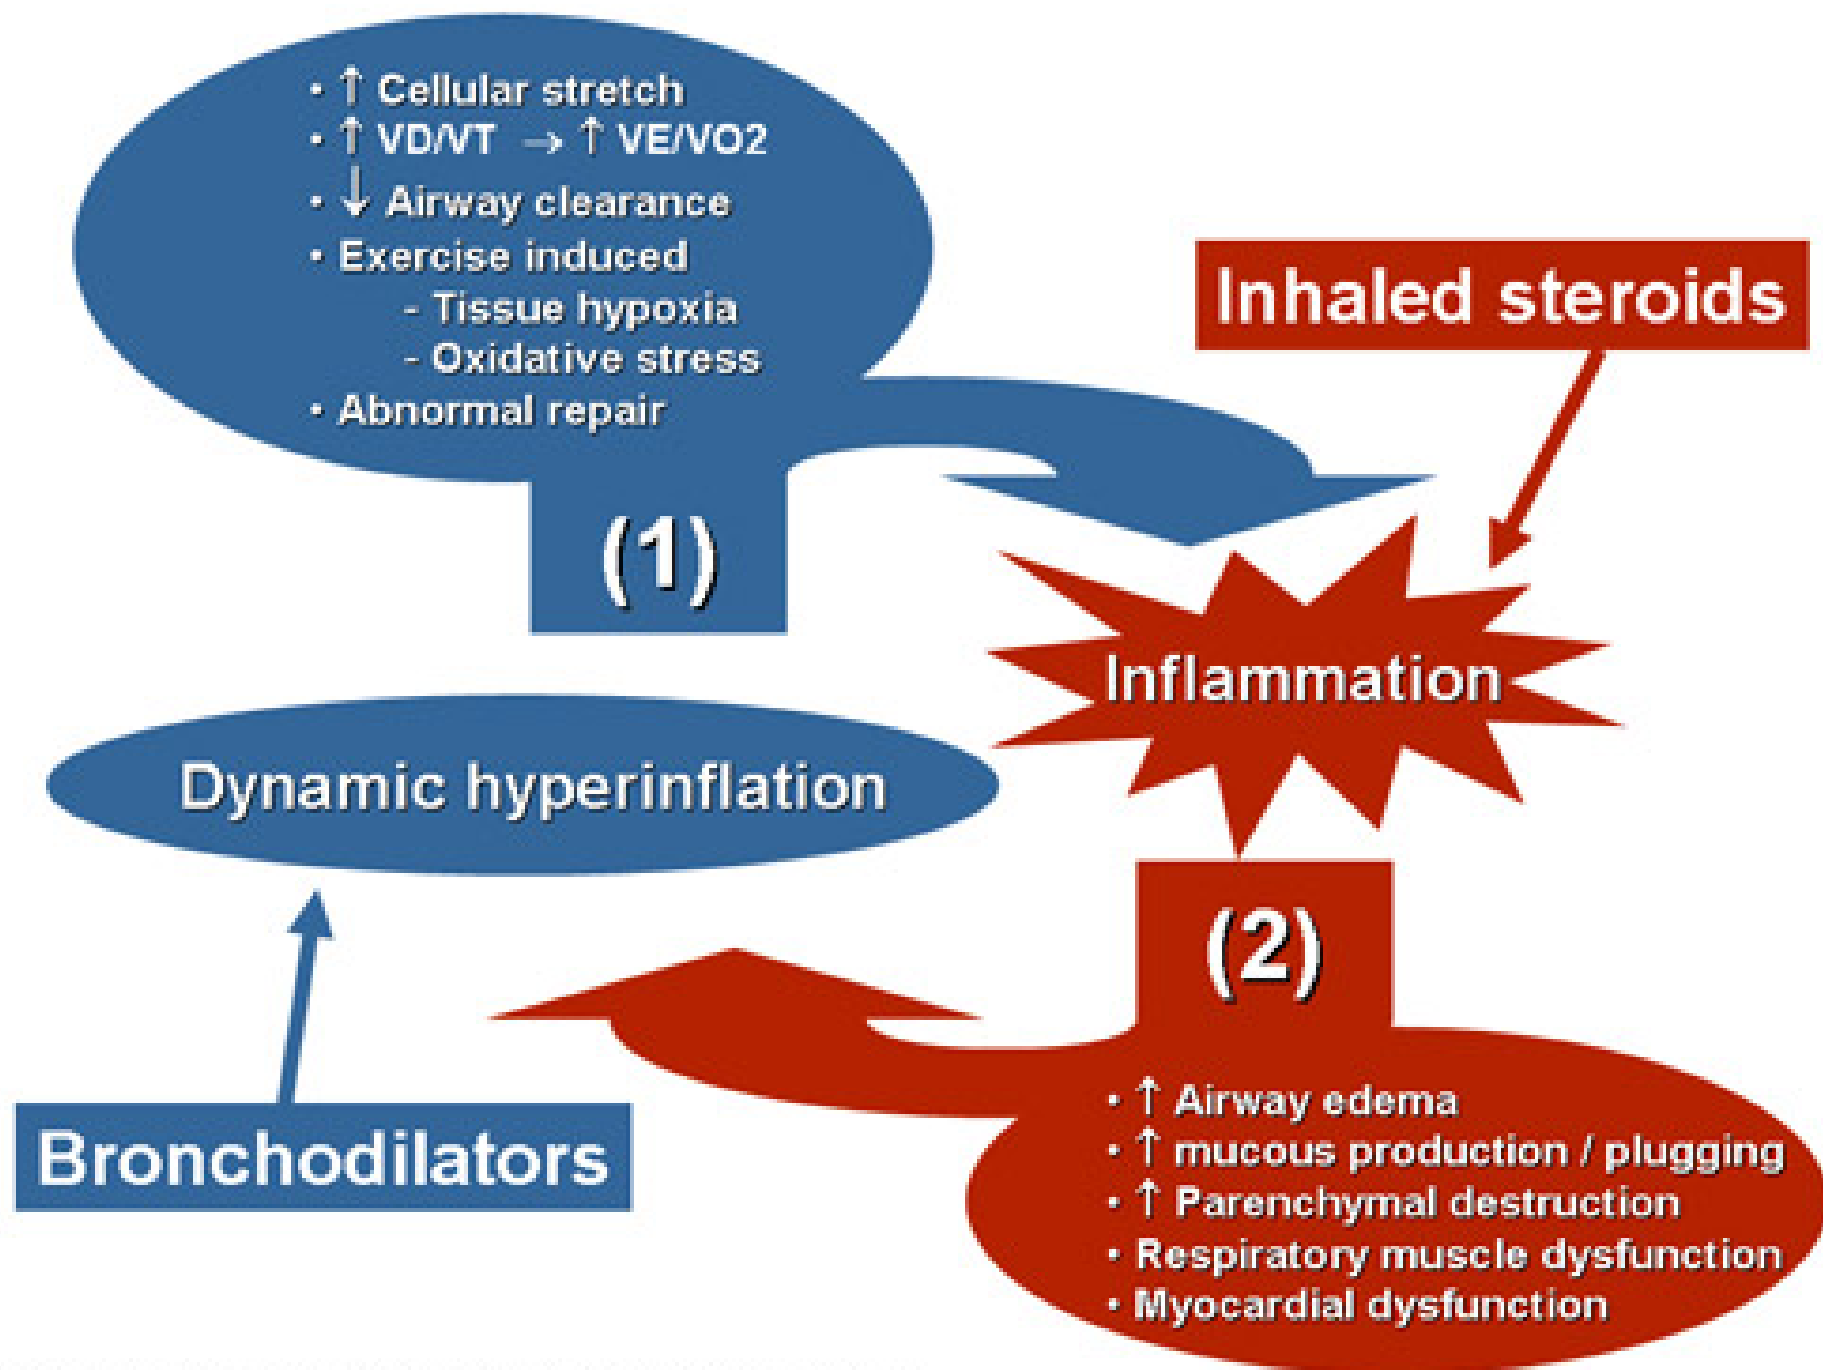 • ↑ Cellular stretch
• ↑ VD/VT → ↑ VE/VO2
• ↓ Airway clearance
• Exercise induced
- Tissue hypoxia
- Oxidative stress
• Abnormal repair
(1)
Inhaled steroids
Inflammation
Dynamic hyperinflation
Bronchodilators
(2)
• ↑ Airway edema
• ↑ mucous production / plugging
• ↑ Parenchymal destruction
• Respiratory muscle dysfunction
• Myocardial dysfunction